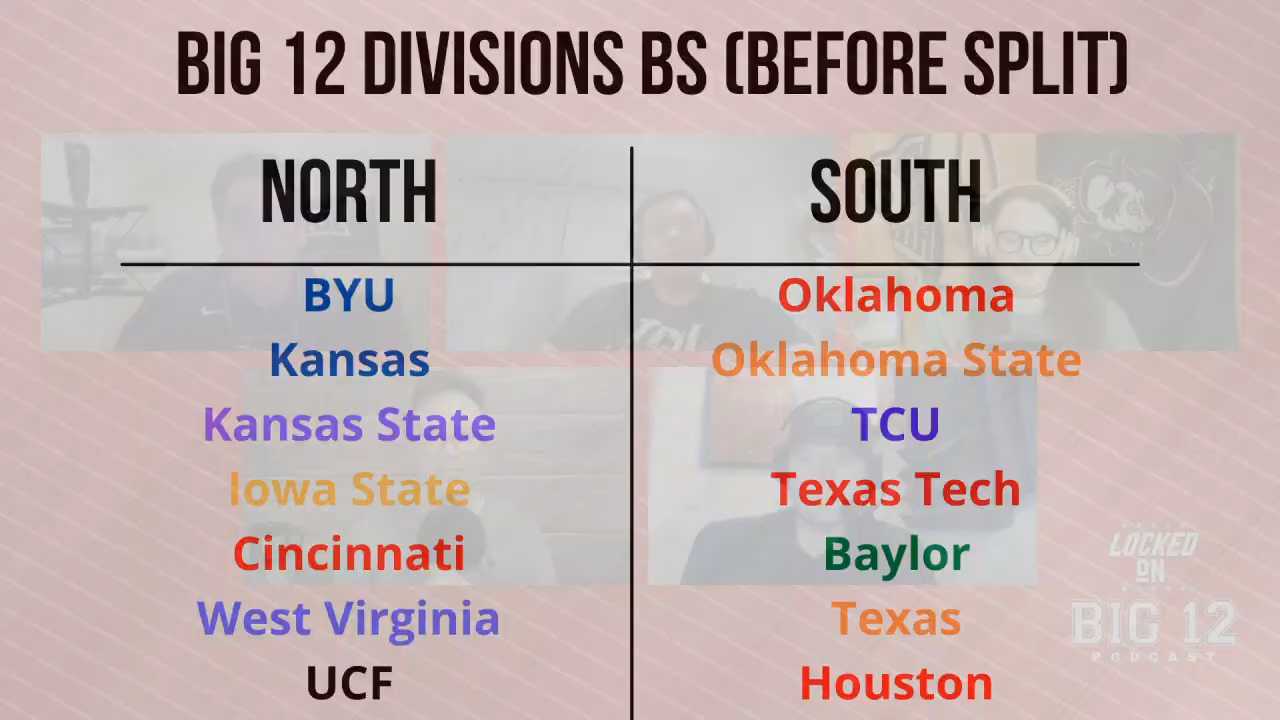 BIG 12 DIVISIONS BS (BEFORE SPLIT)
NORTH
SOUTH
BYU
Oklahoma
Kansas
Oklahoma State
Kansas State
TCU
Iowa State
Texas Tech
Cincinnati
Baylor
West Virginia
Texas
UCF
Houston
LOCKED
ON
BIG 12
PODCAST